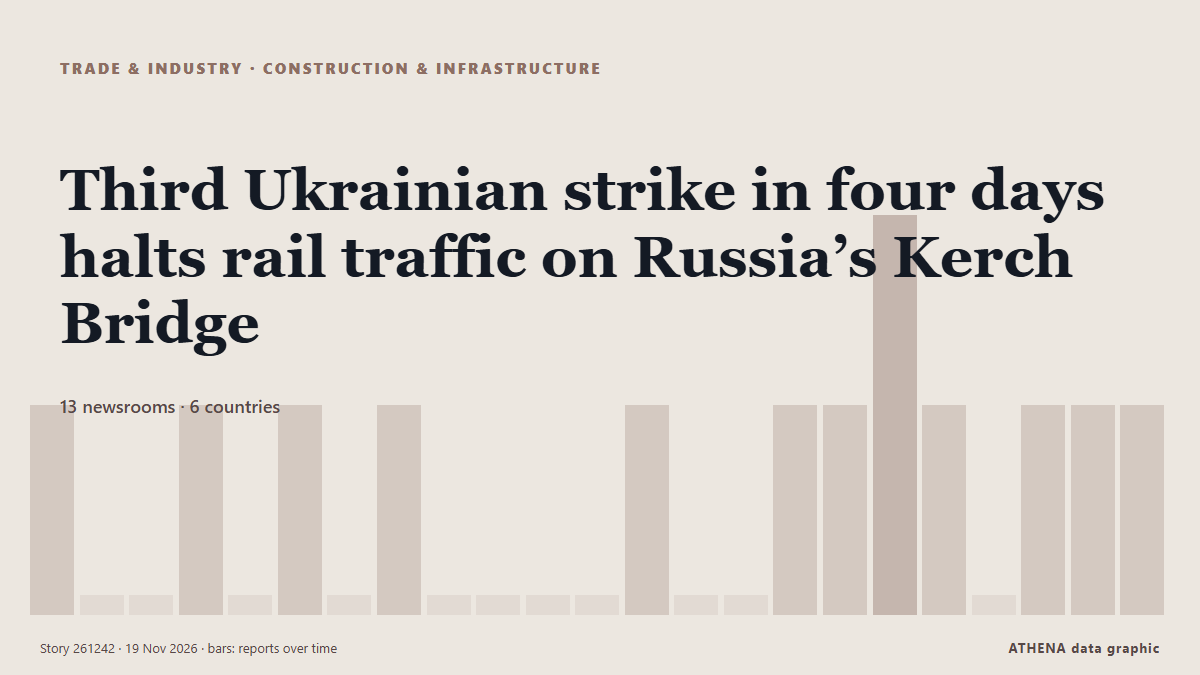 TRADE & INDUSTRY · CONSTRUCTION & INFRASTRUCTURE
Third Ukrainian strike in four days
halts rail traffic on Russia’s Kerch
Bridge
13 newsrooms · 6 countries
Story 261242 · 19 Nov 2026 · bars: reports over time
ATHENA data graphic